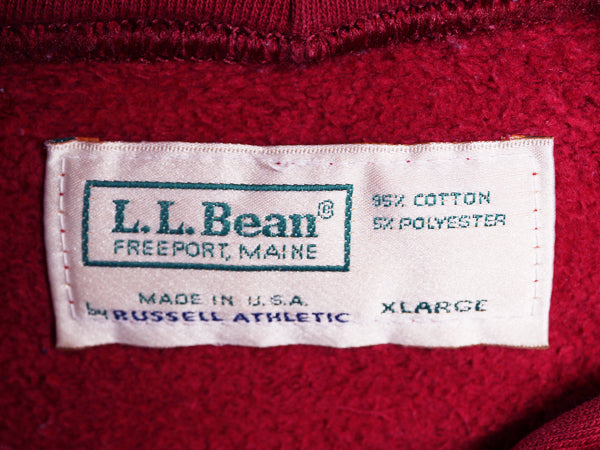 L.L.Bean®
FREEPORT, MAINE
95% COTTON
5% POLYESTER
MADE IN U.S.A.
by RUSSELL ATHLETIC
XLARGE